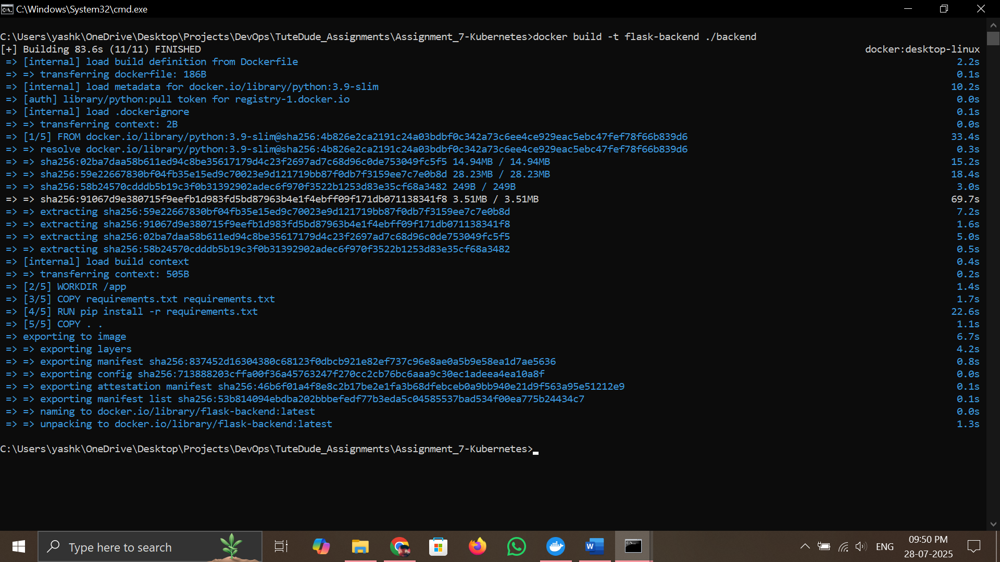 C:\Windows\System32\cmd.exe
C:\Users\yashk\OneDrive\Desktop\Projects\DevOps\TuteDude_Assignments\Assignment_7-Kubernetes>docker build -t flask-backend ./backend
[+] Building 83.6s (11/11) FINISHED docker:desktop-linux
=> [internal] load build definition from Dockerfile 2.2s
=> => transferring dockerfile: 186B 0.1s
=> [internal] load metadata for docker.io/library/python:3.9-slim 10.2s
=> [auth] library/python:pull token for registry-1.docker.io 0.0s
=> [internal] load .dockerignore 0.1s
=> => transferring context: 2B 0.0s
=> [1/5] FROM docker.io/library/python:3.9-slim@sha256:4b826e2ca2191c24a03bdbf0c342a73c6ee4ce929eac5ebc47fef78f66b839d6 33.4s
=> => resolve docker.io/library/python:3.9-slim@sha256:4b826e2ca2191c24a03bdbf0c342a73c6ee4ce929eac5ebc47fef78f66b839d6 0.3s
=> => sha256:02ba7daa58b611ed94c8be35617179d4c23f2697ad7c68d96c0de753049fc5f5 14.94MB / 14.94MB 15.2s
=> => sha256:59e22667830bf04fb35e15ed9c70023e9d121719bb87f0db7f3159ee7c7e0b8d 28.23MB / 28.23MB 18.4s
=> => sha256:58b24570cdddb5b19c3f0b31392902adec6f970f3522b1253d83e35cf68a3482 249B / 249B 3.0s
=> => sha256:91067d9e380715f9eefb1d983fd5bd87963b4e1f4ebff09f171db071138341f8 3.51MB / 3.51MB 69.7s
=> => extracting sha256:59e22667830bf04fb35e15ed9c70023e9d121719bb87f0db7f3159ee7c7e0b8d 7.2s
=> => extracting sha256:91067d9e380715f9eefb1d983fd5bd87963b4e1f4ebff09f171db071138341f8 1.6s
=> => extracting sha256:02ba7daa58b611ed94c8be35617179d4c23f2697ad7c68d96c0de753049fc5f5 5.0s
=> => extracting sha256:58b24570cdddb5b19c3f0b31392902adec6f970f3522b1253d83e35cf68a3482 0.5s
=> [internal] load build context 0.4s
=> => transferring context: 505B 0.2s
=> [2/5] WORKDIR /app 1.4s
=> [3/5] COPY requirements.txt requirements.txt 1.7s
=> [4/5] RUN pip install -r requirements.txt 22.6s
=> [5/5] COPY . . 1.1s
=> exporting to image 6.7s
=> => exporting layers 4.2s
=> => exporting manifest sha256:837452d16304380c68123f0dbcb921e82ef737c96e8ae0a5b9e58ea1d7ae5636 0.8s
=> => exporting config sha256:713888203cffa00f36a45763247f270cc2cb76bc6aaa9c30ec1adeea4ea10a8f 0.0s
=> => exporting attestation manifest sha256:46b6f01a4f8e8c2b17be2e1fa3b68dfebceb0a9bb940e21d9f563a95e51212e9 0.1s
=> => exporting manifest list sha256:53b814094ebdba202bbbefedf77b3eda5c04585537bad534f00ea775b24434c7 0.1s
=> => naming to docker.io/library/flask-backend:latest 0.0s
=> => unpacking to docker.io/library/flask-backend:latest 1.3s
C:\Users\yashk\OneDrive\Desktop\Projects\DevOps\TuteDude_Assignments\Assignment_7-Kubernetes>
Type here to search
ENG
09:50 PM
28-07-2025